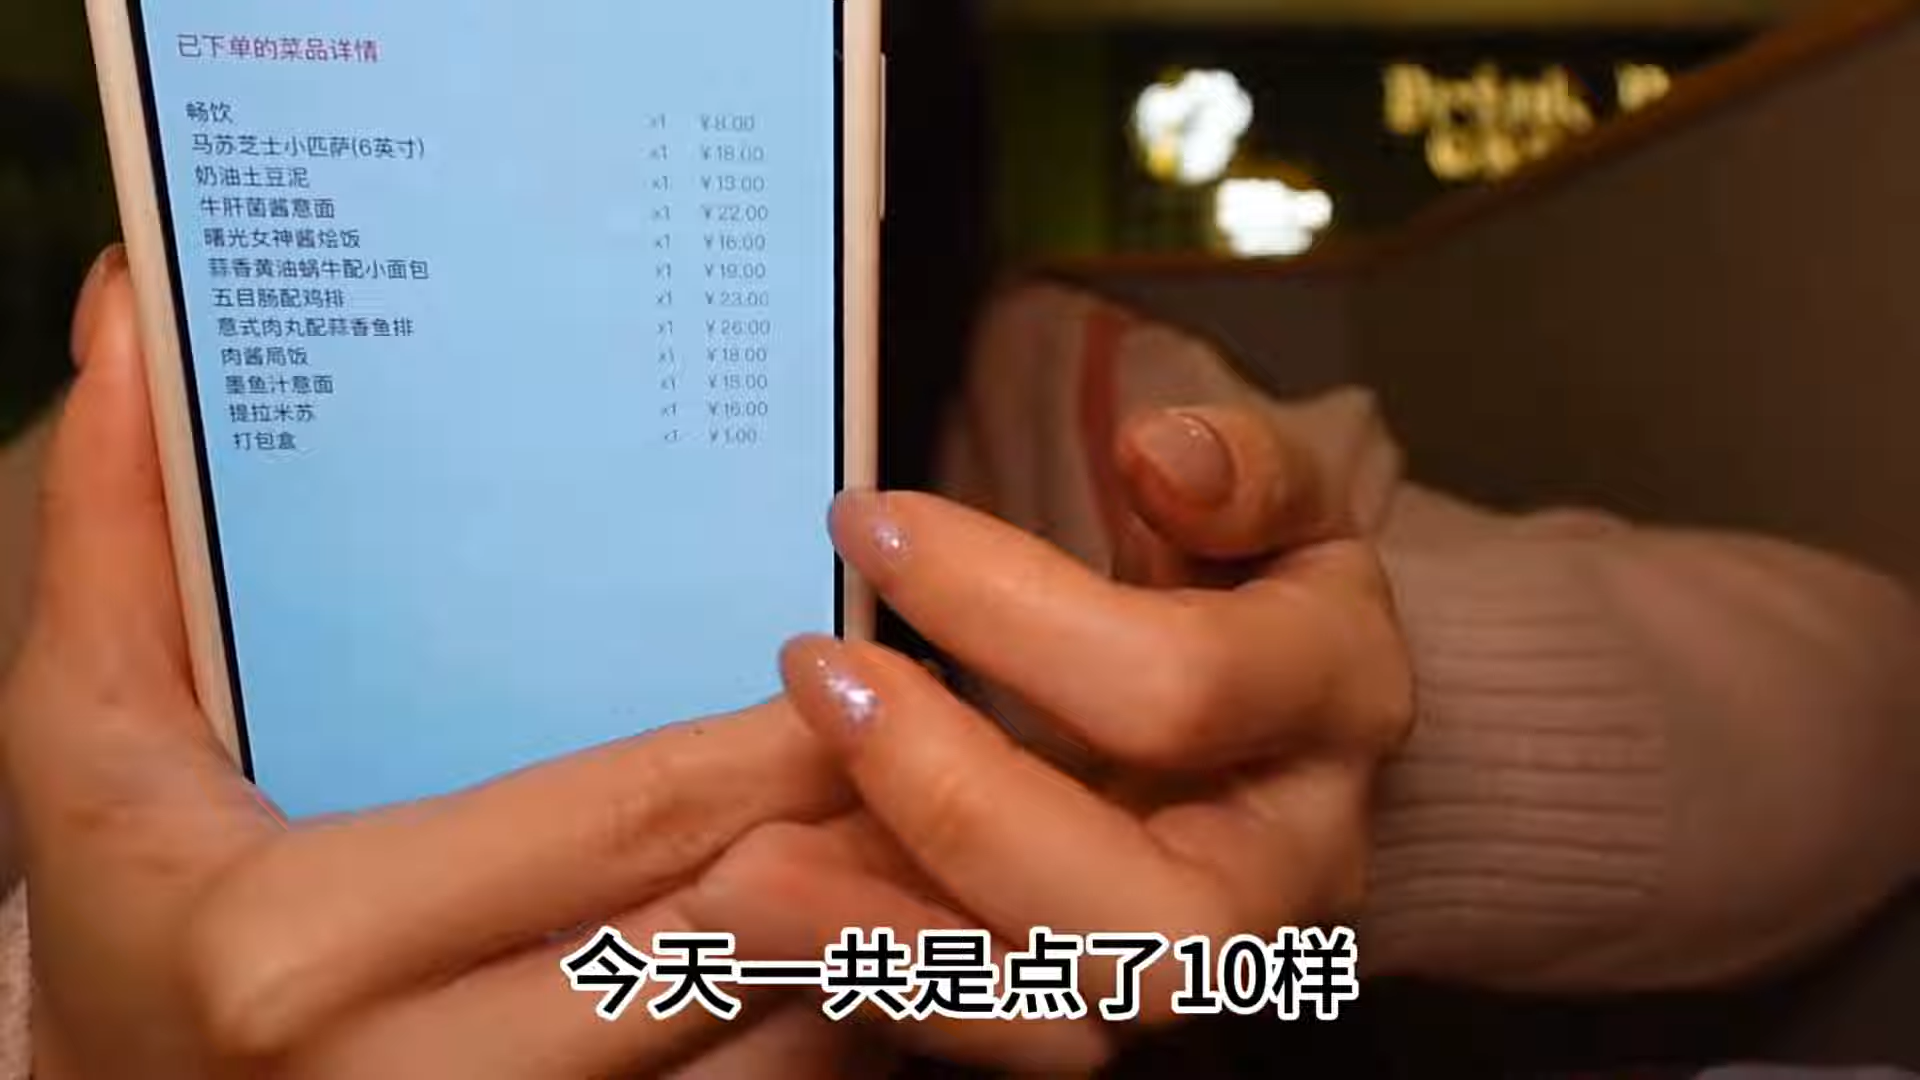 已下单的菜品详情
畅饮 x1 ¥8.00
马苏芝士小匹萨(6英寸) x1 ¥18.00
奶油土豆泥 x1 ¥13.00
牛肝菌酱意面 x1 ¥22.00
曙光女神酱烩饭 x1 ¥16.00
蒜香黄油蜗牛配小面包 x1 ¥19.00
五目肠配鸡排 x1 ¥23.00
意式肉丸配蒜香鱼排 x1 ¥26.00
肉酱局饭 x1 ¥18.00
墨鱼汁意面 x1 ¥15.00
提拉米苏 x1 ¥16.00
打包盒 x1 ¥1.00
今天一共是点了10样